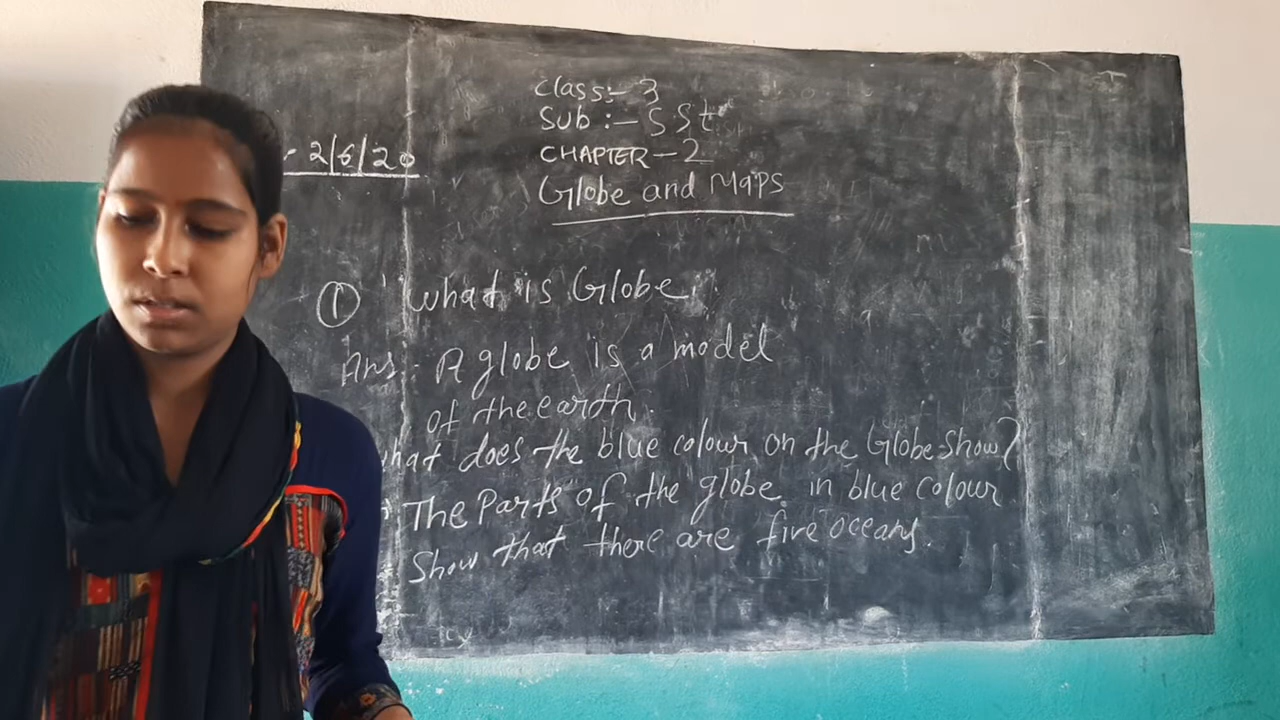 Class:- 3
Sub :- S St
2/6/20
CHAPTER - 2
Globe and Maps
① "What is Globe".
Ans:- A globe is a model
of the earth.
hat does the blue colour on the Globe show?
The Parts of the globe in blue colour
Show that there are five oceans.